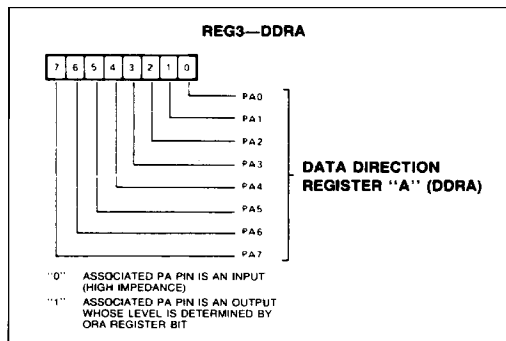 REG3—DDRA
7 6 5 4 3 2 1 0
PA0
PA1
PA2
PA3
PA4
PA5
PA6
PA7
DATA DIRECTION
REGISTER "A" (DDRA)
"0" ASSOCIATED PA PIN IS AN INPUT
(HIGH IMPEDANCE)
"1" ASSOCIATED PA PIN IS AN OUTPUT
WHOSE LEVEL IS DETERMINED BY
ORA REGISTER BIT